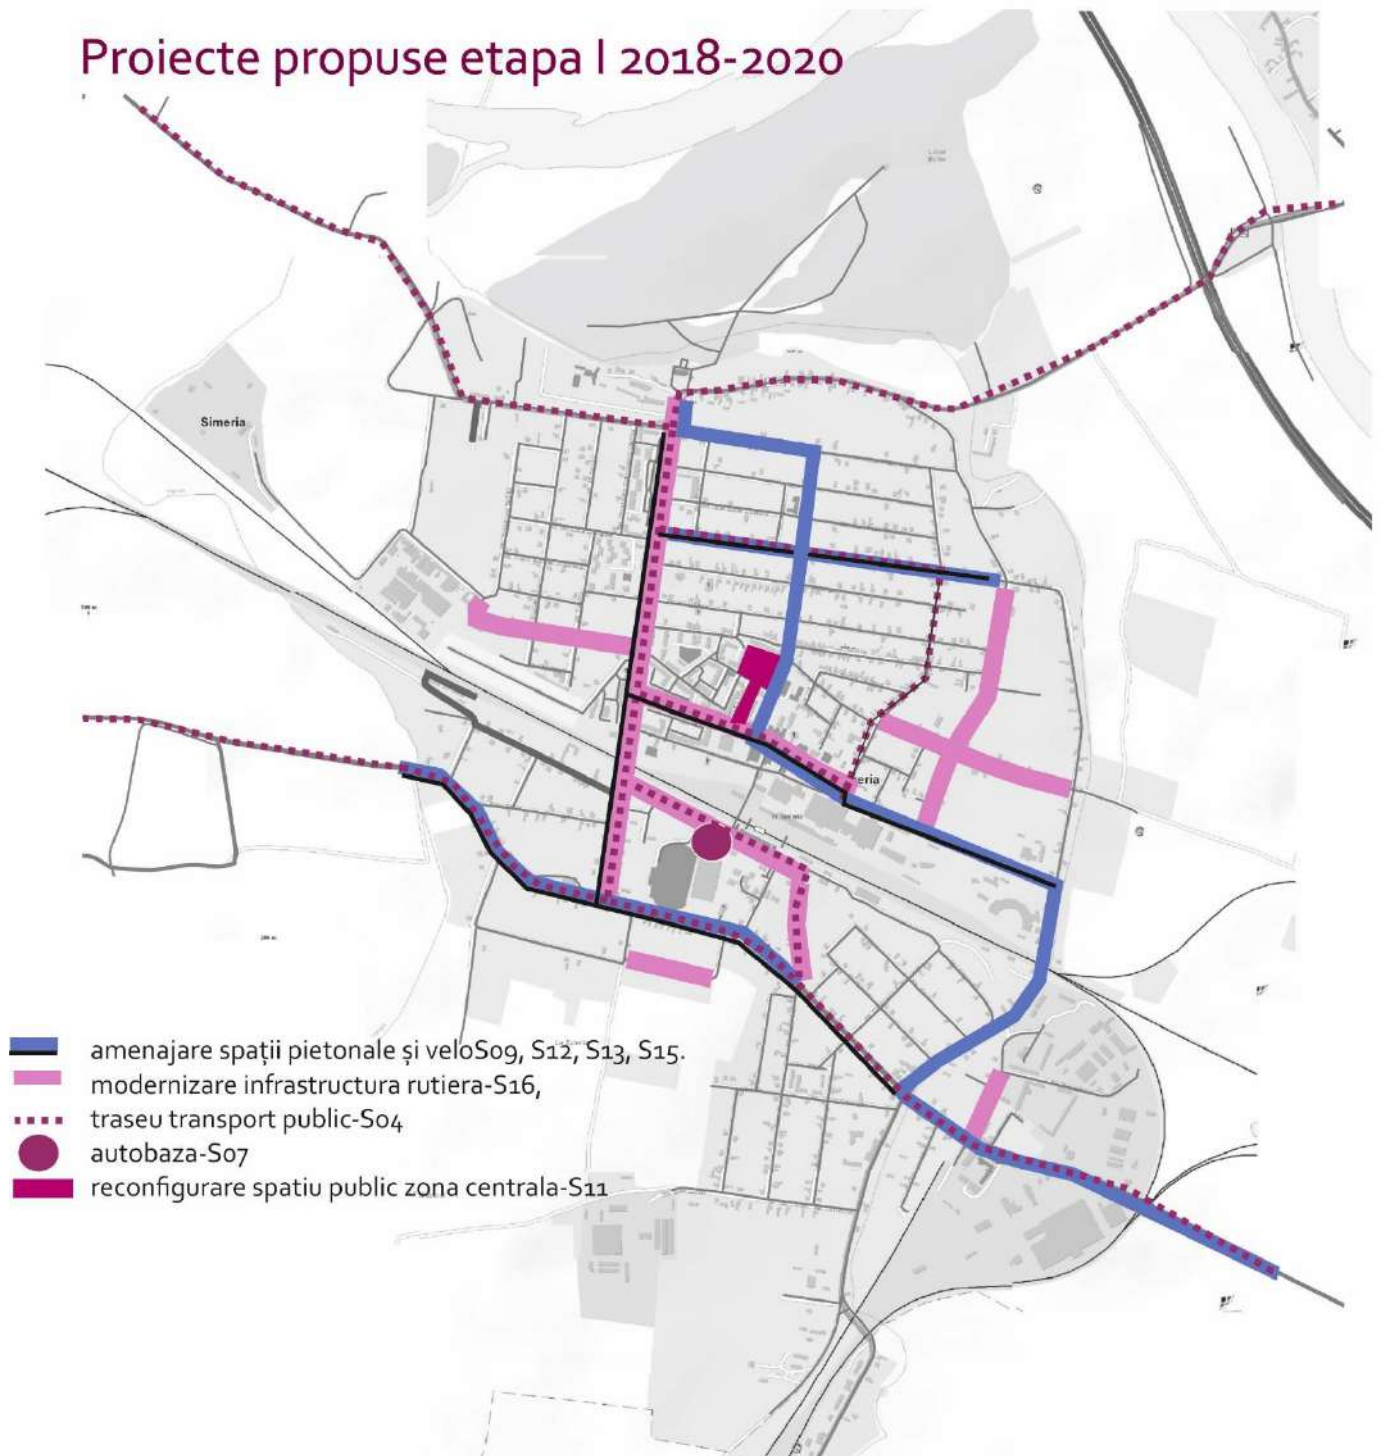 Proiecte propuse etapa I 2018-2020
Simeria
eria
amenajare spații pietonale și veloS09, S12, S13, S15.
modernizare infrastructura rutiera-S16,
traseu transport public-S04
autobaza-S07
reconfigurare spatiu public zona centrala-S11